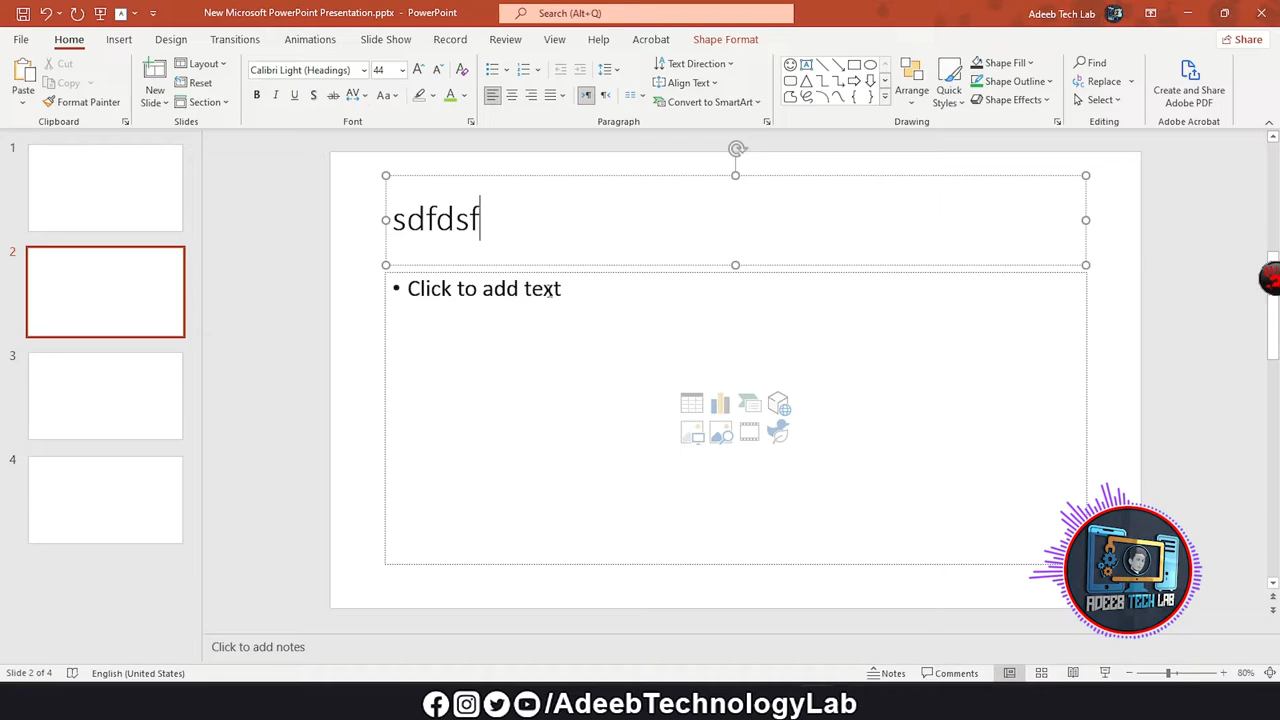 New Microsoft PowerPoint Presentation.pptx - PowerPoint
Search (Alt+Q)
Adeeb Tech Lab
File Home Insert Design Transitions Animations Slide Show Record Review View Help Acrobat Shape Format
Share
Paste
Cut
Copy
Format Painter
Clipboard
New Slide
Layout
Reset
Section
Slides
Calibri Light (Headings) 44
Font
Text Direction
Align Text
Convert to SmartArt
Paragraph
Arrange
Quick Styles
Shape Fill
Shape Outline
Shape Effects
Drawing
Find
Replace
Select
Editing
Create and Share Adobe PDF
Adobe Acrobat
1
2
3
4
sdfdsf
• Click to add text
ADEEB TECH LAB
Click to add notes
Slide 2 of 4
English (United States)
Notes
Comments
80%
/AdeebTechnologyLab